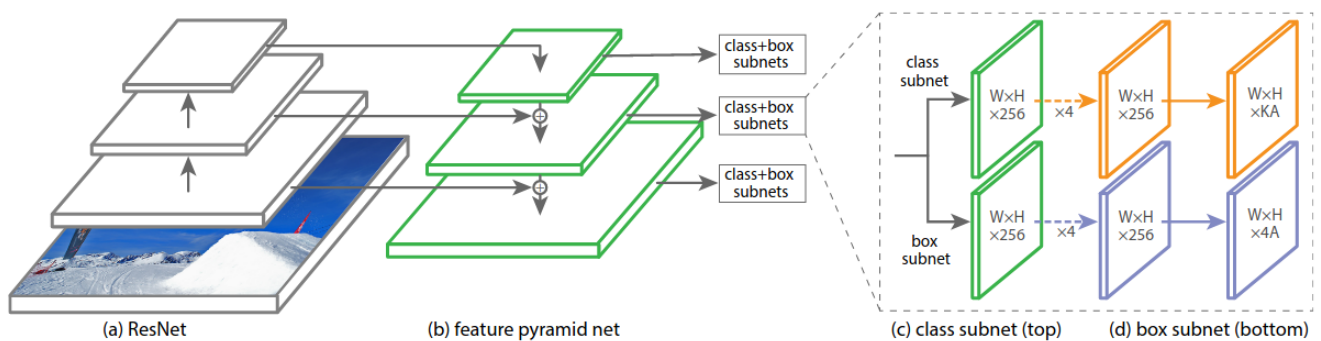 class+box
subnets
class+box
subnets
class+box
subnets
class
subnet
W×H
×256
×4
W×H
×256
W×H
×KA
box
subnet
W×H
×256
×4
W×H
×256
W×H
×4A
(a) ResNet
(b) feature pyramid net
(c) class subnet (top)
(d) box subnet (bottom)